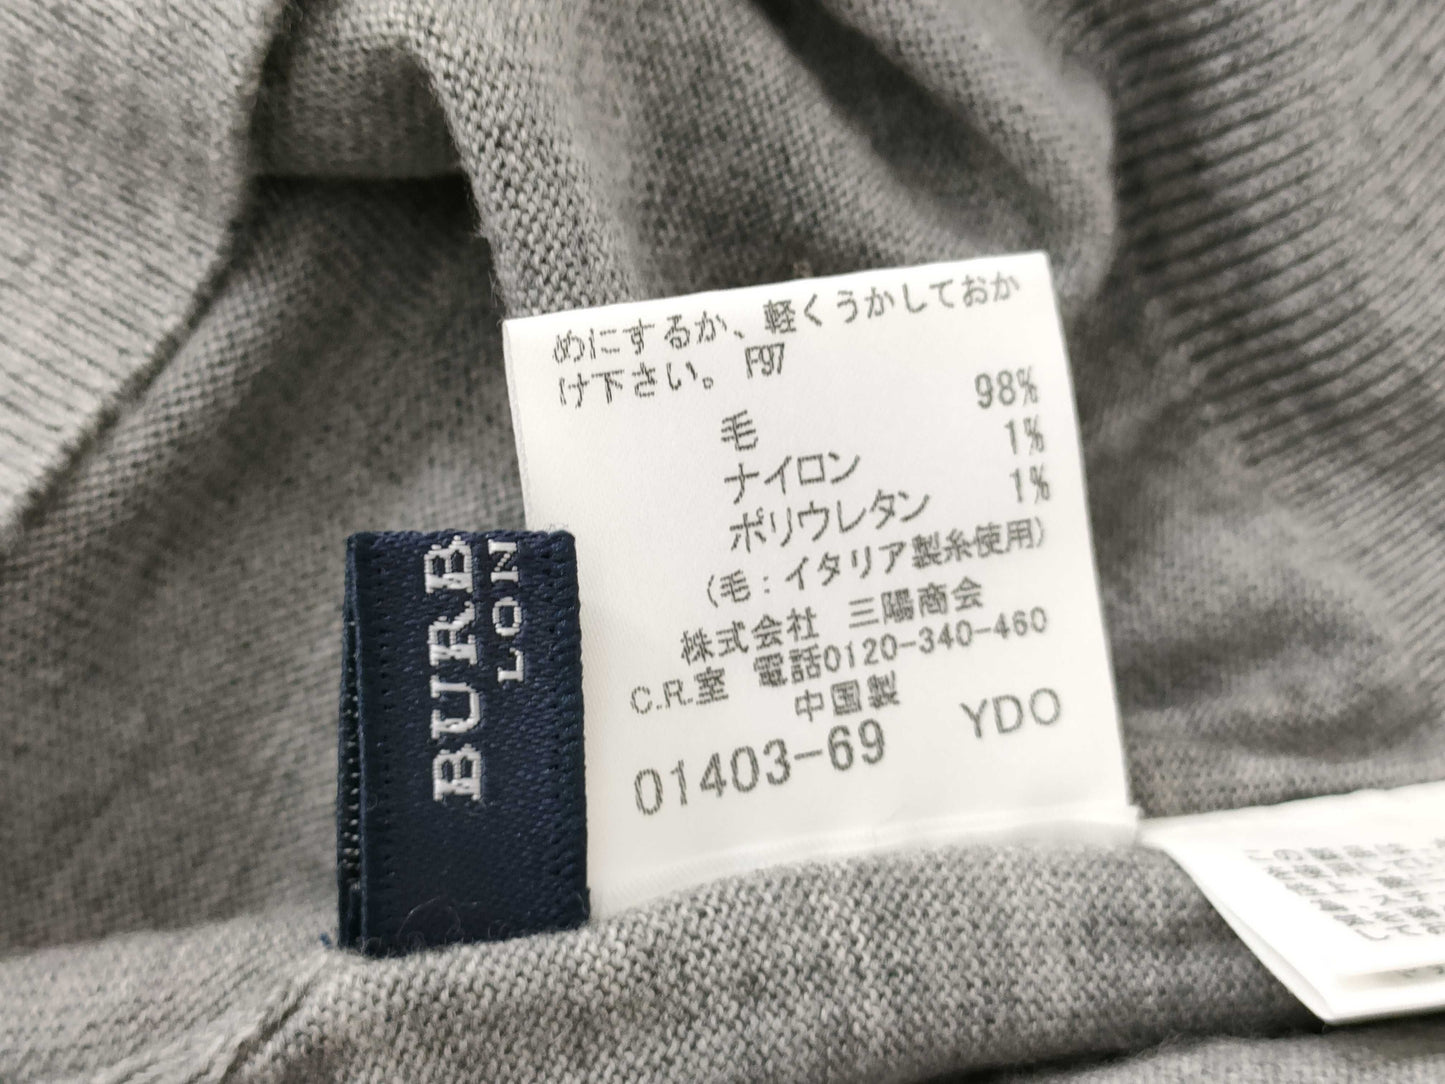 めにするか、軽くうかしておか
け下さい。 F97
毛 98%
ナイロン 1%
ポリウレタン 1%
(毛:イタリア製糸使用)
株式会社 三陽商会
C.R.室 電話0120-340-460
中国製
01403-69 YDO
BURB
LON